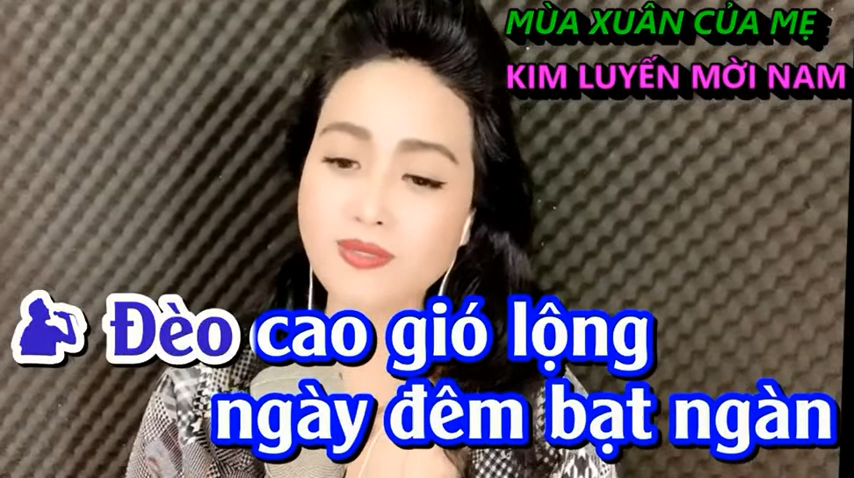 MÙA XUÂN CỦA MẸ
KIM LUYẾN MỜI NAM
Đèo cao gió lộng
ngày đêm bạt ngàn